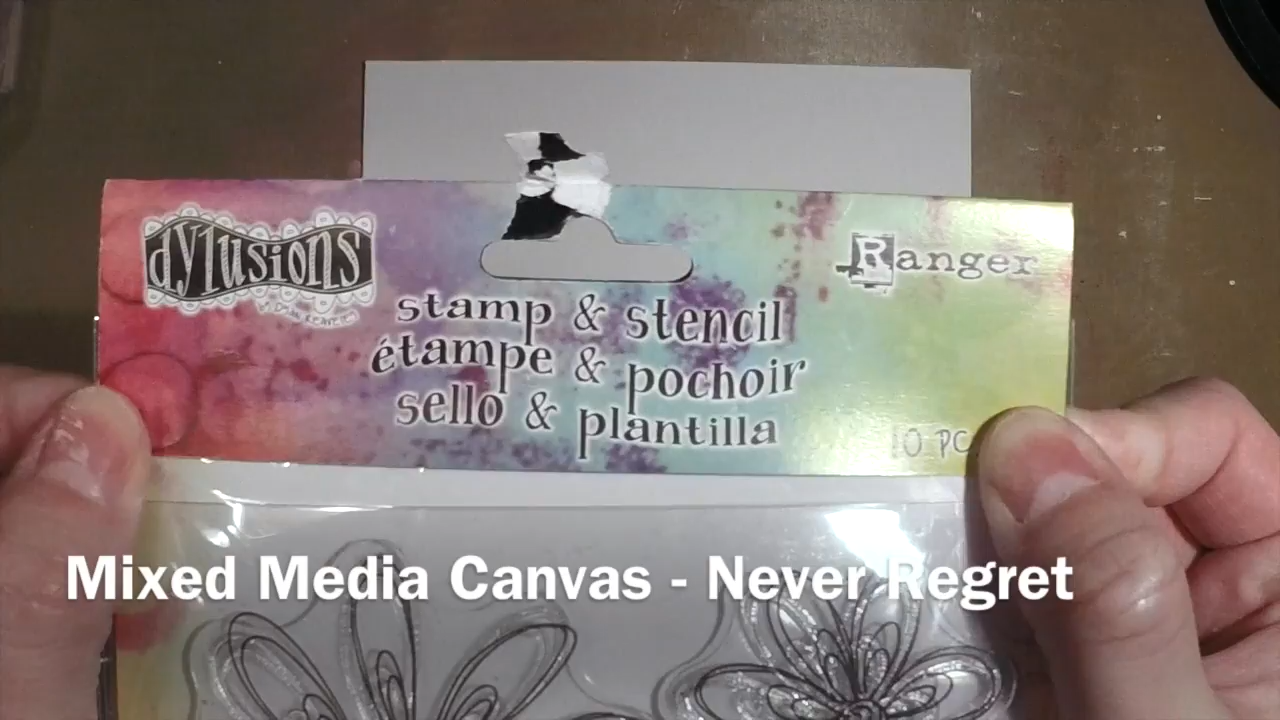 dylusions
Ranger
stamp & stencil
étampe & pochoir
sello & plantilla
10 PC
Mixed Media Canvas - Never Regret